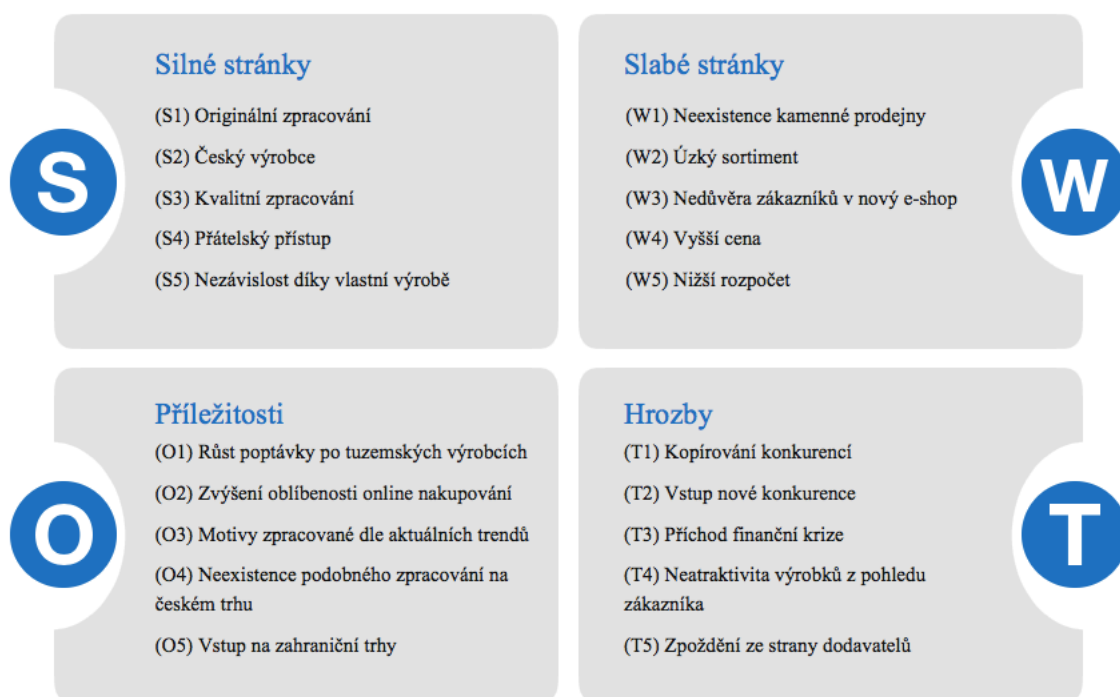 S
Silné stránky
(S1) Originální zpracování
(S2) Český výrobce
(S3) Kvalitní zpracování
(S4) Přátelský přístup
(S5) Nezávislost díky vlastní výrobě
W
Slabé stránky
(W1) Neexistence kamenné prodejny
(W2) Úzký sortiment
(W3) Nedůvěra zákazníků v nový e-shop
(W4) Vyšší cena
(W5) Nižší rozpočet
O
Příležitosti
(O1) Růst poptávky po tuzemských výrobcích
(O2) Zvýšení oblíbenosti online nakupování
(O3) Motivy zpracované dle aktuálních trendů
(O4) Neexistence podobného zpracování na
českém trhu
(O5) Vstup na zahraniční trhy
T
Hrozby
(T1) Kopírování konkurencí
(T2) Vstup nové konkurence
(T3) Příchod finanční krize
(T4) Neatraktivita výrobků z pohledu
zákazníka
(T5) Zpoždění ze strany dodavatelů